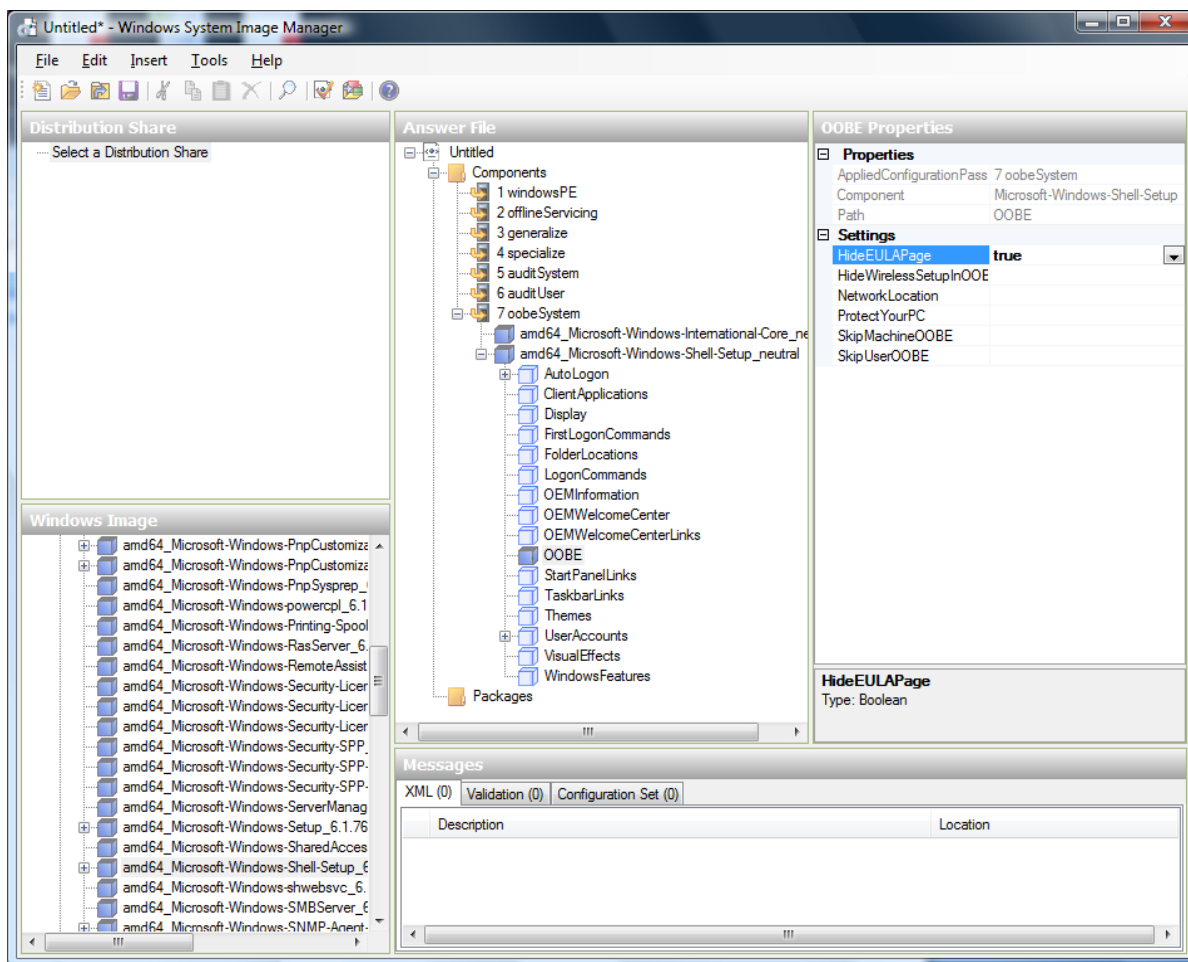 Untitled* - Windows System Image Manager
File Edit Insert Tools Help
Distribution Share
Select a Distribution Share
Windows Image
amd64_Microsoft-Windows-PnpCustomiza
amd64_Microsoft-Windows-PnpCustomiza
amd64_Microsoft-Windows-PnpSysprep_
amd64_Microsoft-Windows-powercpl_6.1
amd64_Microsoft-Windows-Printing-Spool
amd64_Microsoft-Windows-RasServer_6.
amd64_Microsoft-Windows-RemoteAssist
amd64_Microsoft-Windows-Security-Licer
amd64_Microsoft-Windows-Security-Licer
amd64_Microsoft-Windows-Security-Licer
amd64_Microsoft-Windows-Security-SPP_
amd64_Microsoft-Windows-Security-SPP-
amd64_Microsoft-Windows-Security-SPP-
amd64_Microsoft-Windows-ServerManag
amd64_Microsoft-Windows-Setup_6.1.76
amd64_Microsoft-Windows-SharedAcces
amd64_Microsoft-Windows-Shell-Setup_6
amd64_Microsoft-Windows-shwebsvc_6.
amd64_Microsoft-Windows-SMBServer_6
amd64_Microsoft-Windows-SNMP-Agent-
Answer File
Untitled
Components
1 windowsPE
2 offlineServicing
3 generalize
4 specialize
5 auditSystem
6 auditUser
7 oobeSystem
amd64_Microsoft-Windows-International-Core_ne
amd64_Microsoft-Windows-Shell-Setup_neutral
AutoLogon
ClientApplications
Display
FirstLogonCommands
FolderLocations
LogonCommands
OEMInformation
OEMWelcomeCenter
OEMWelcomeCenterLinks
OOBE
StartPanelLinks
TaskbarLinks
Themes
UserAccounts
VisualEffects
WindowsFeatures
Packages
OOBE Properties
Properties
AppliedConfigurationPass 7 oobeSystem
Component Microsoft-Windows-Shell-Setup
Path OOBE
Settings
HideEULAPage true
HideWirelessSetupInOOBE
NetworkLocation
ProtectYourPC
SkipMachineOOBE
SkipUserOOBE
HideEULAPage
Type: Boolean
Messages
XML (0) Validation (0) Configuration Set (0)
Description Location